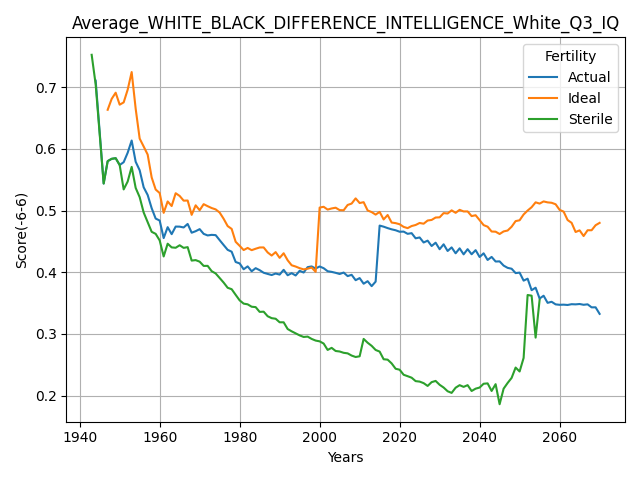 Average_WHITE_BLACK_DIFFERENCE_INTELLIGENCE_White_Q3_IQ
Fertility
Actual
Ideal
Sterile
0.7
0.6
0.5
0.4
0.3
0.2
Score(-6-6)
1940 1960 1980 2000 2020 2040 2060
Years